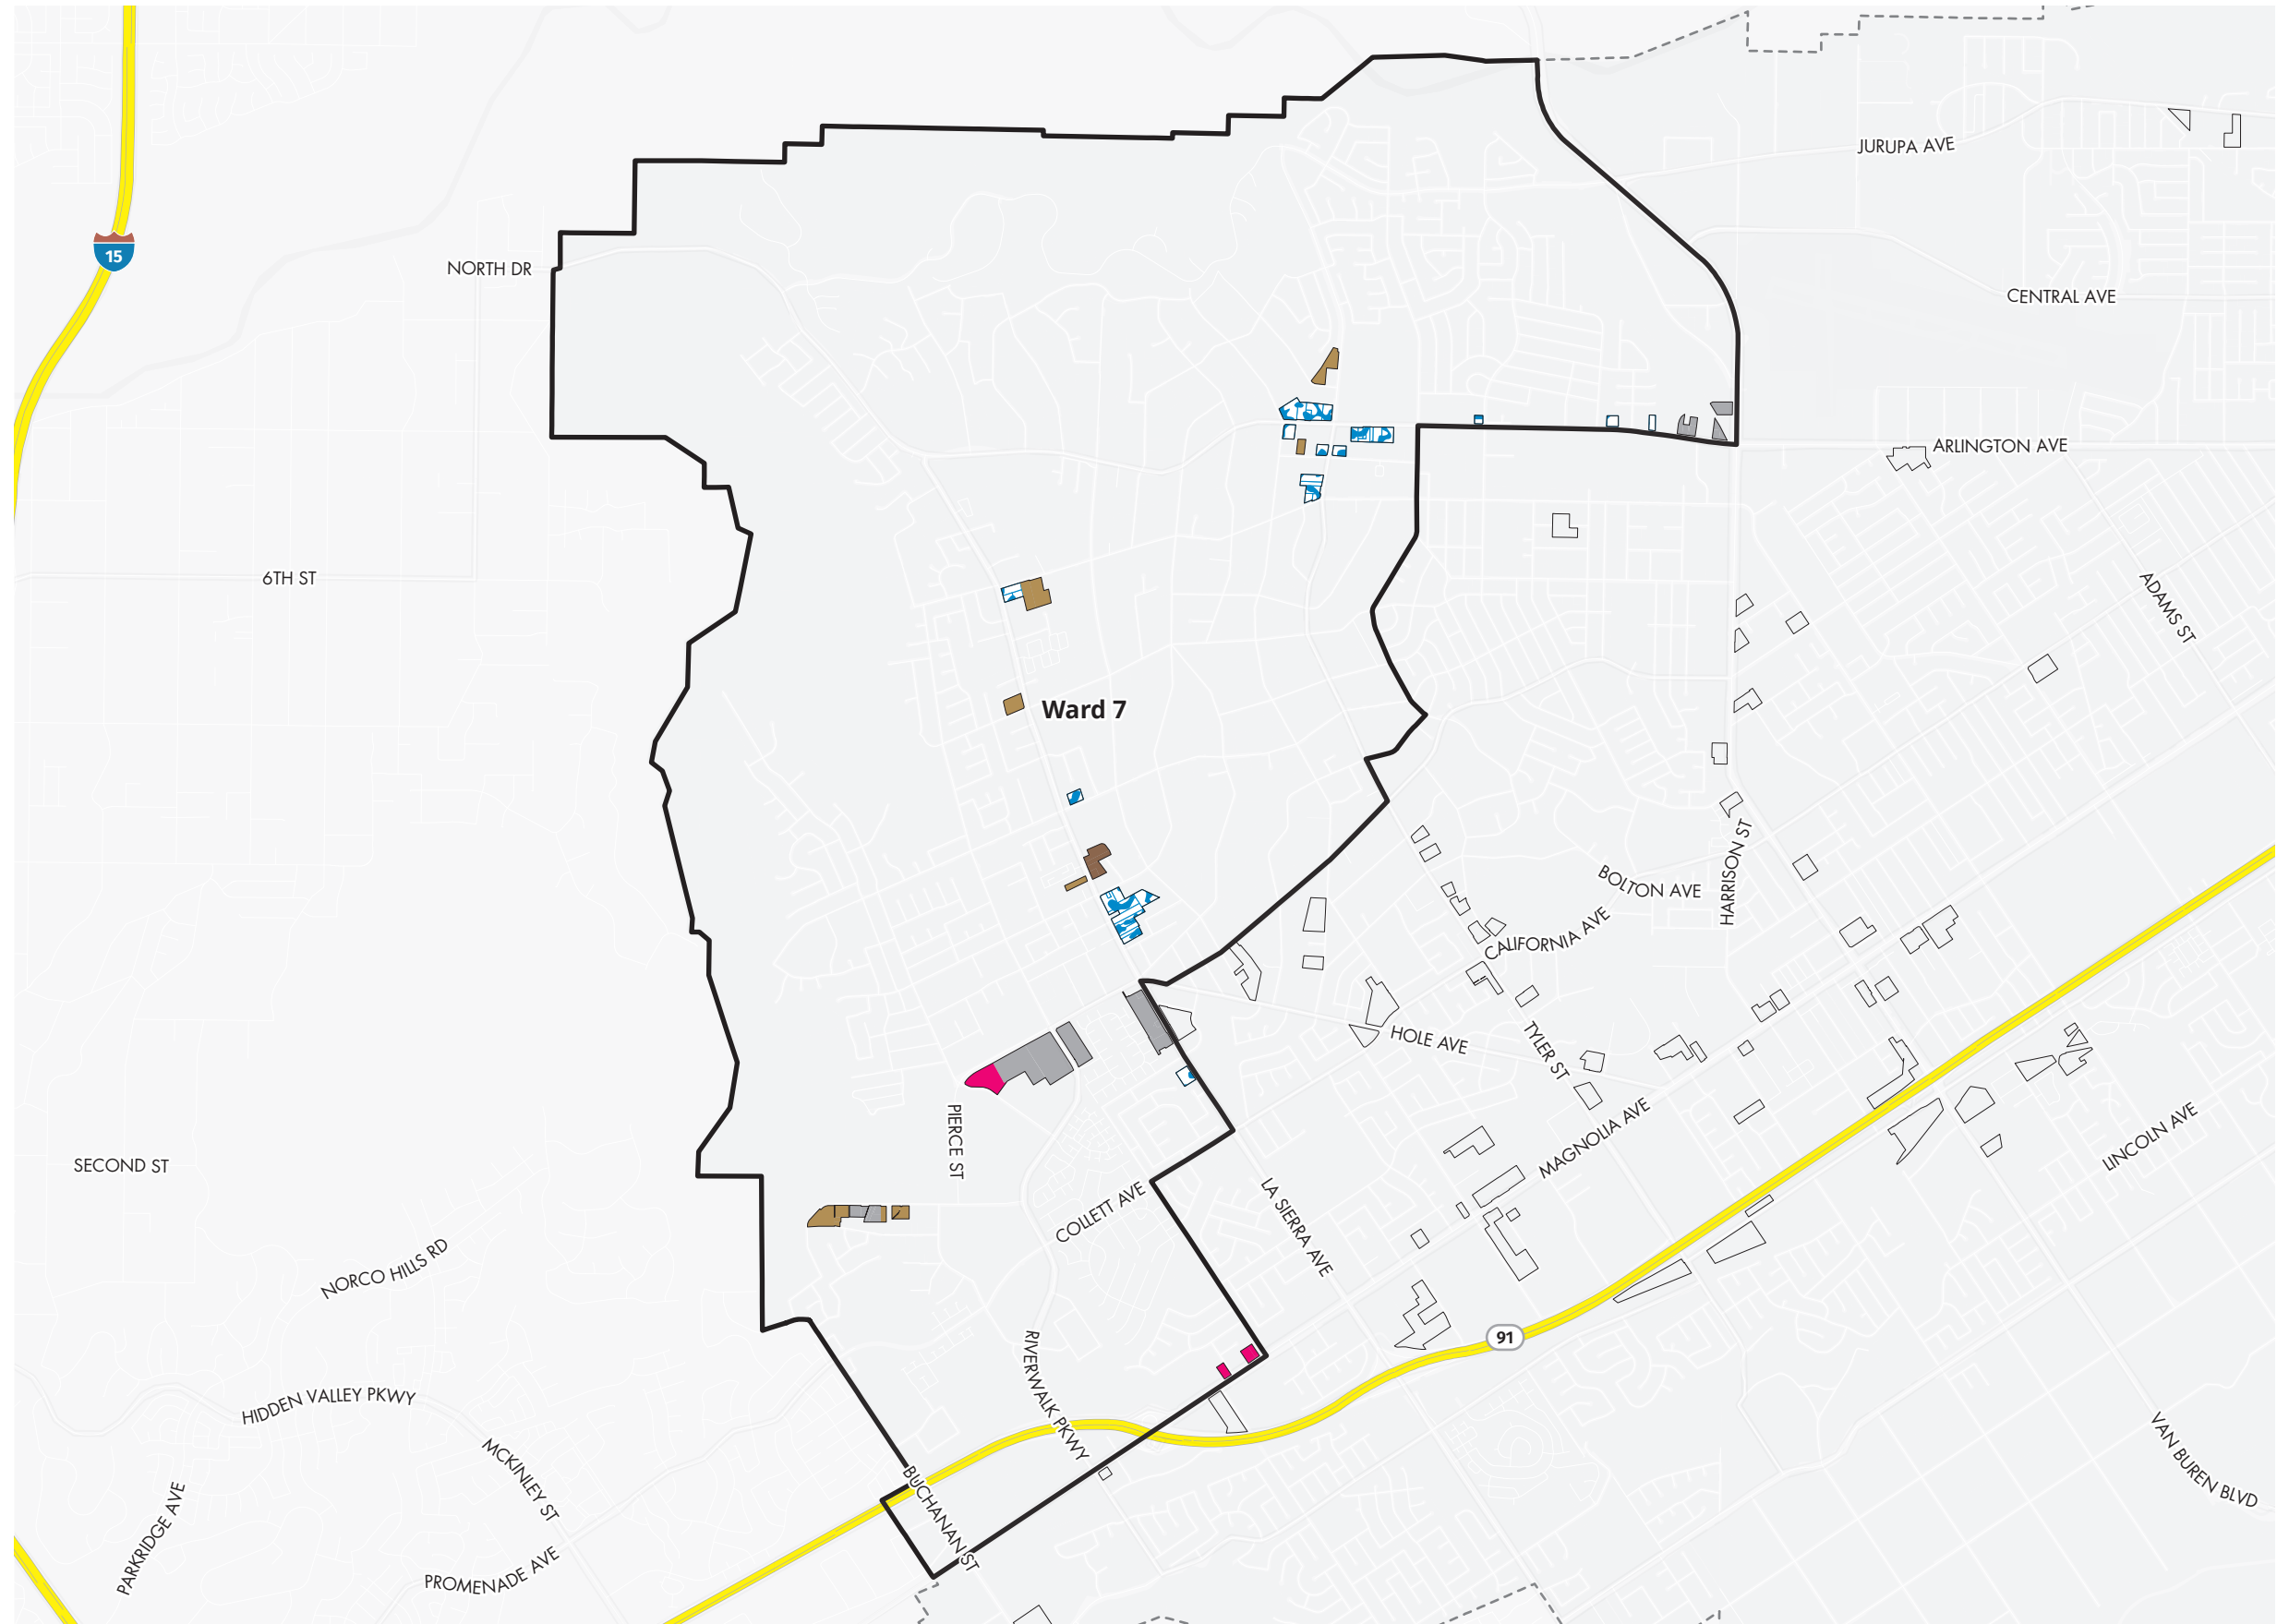 JURUPA AVE
15
NORTH DR
CENTRAL AVE
ARLINGTON AVE
6TH ST
ADAMS ST
Ward 7
HARRISON ST
BOLTON AVE
CALIFORNIA AVE
HOLE AVE
TYLER ST
PIERCE ST
MAGNOLIA AVE
LINCOLN AVE
SECOND ST
COLLETT AVE
LA SIERRA AVE
NORCO HILLS RD
91
RIVERWALK PKWY
HIDDEN VALLEY PKWY
MCKINLEY ST
BUCHANAN ST
VAN BUREN BLVD
PARKRIDGE AVE
PROMENADE AVE